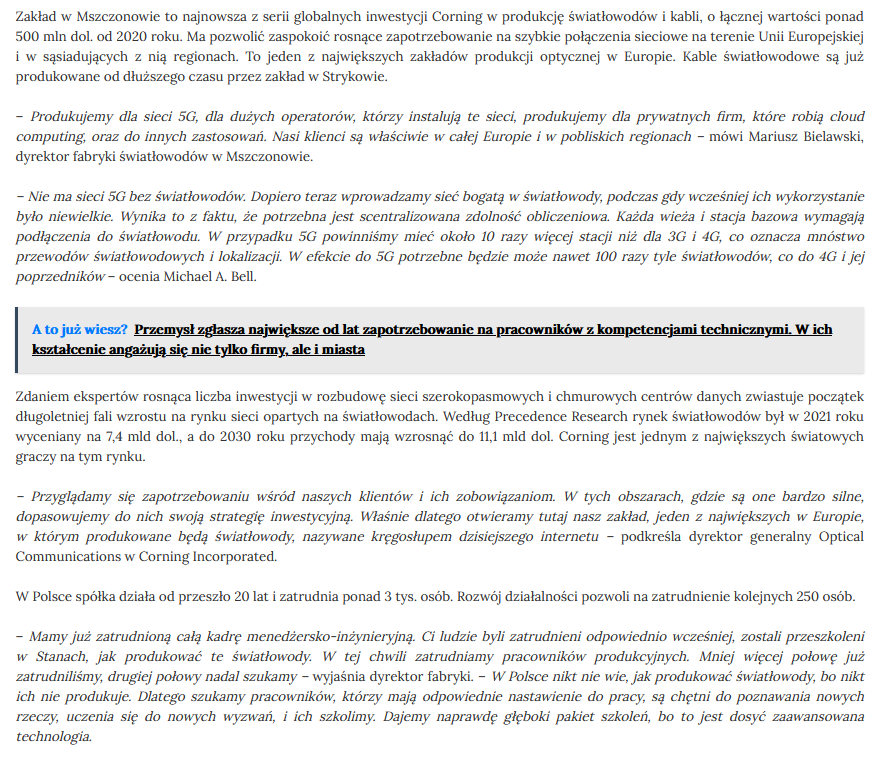 Zakład w Mszczonowie to najnowsza z serii globalnych inwestycji Corning w produkcję światłowodów i kabli, o łącznej wartości ponad
500 mln dol. od 2020 roku. Ma pozwolić zaspokoić rosnące zapotrzebowanie na szybkie połączenia sieciowe na terenie Unii Europejskiej
i w sąsiadujących z nią regionach. To jeden z największych zakładów produkcji optycznej w Europie. Kable światłowodowe są już
produkowane od dłuższego czasu przez zakład w Strykowie.
– Produkujemy dla sieci 5G, dla dużych operatorów, którzy instalują te sieci, produkujemy dla prywatnych firm, które robią cloud
computing, oraz do innych zastosowań. Nasi klienci są właściwie w całej Europie i w pobliskich regionach – mówi Mariusz Bielawski,
dyrektor fabryki światłowodów w Mszczonowie.
– Nie ma sieci 5G bez światłowodów. Dopiero teraz wprowadzamy sieć bogatą w światłowody, podczas gdy wcześniej ich wykorzystanie
było niewielkie. Wynika to z faktu, że potrzebna jest scentralizowana zdolność obliczeniowa. Każda wieża i stacja bazowa wymagają
podłączenia do światłowodu. W przypadku 5G powinniśmy mieć około 10 razy więcej stacji niż dla 3G i 4G, co oznacza mnóstwo
przewodów światłowodowych i lokalizacji. W efekcie do 5G potrzebne będzie może nawet 100 razy tyle światłowodów, co do 4G i jej
poprzedników – ocenia Michael A. Bell.
A to już wiesz? Przemysł zgłasza największe od lat zapotrzebowanie na pracowników z kompetencjami technicznymi. W ich
kształcenie angażują się nie tylko firmy, ale i miasta
Zdaniem ekspertów rosnąca liczba inwestycji w rozbudowę sieci szerokopasmowych i chmurowych centrów danych zwiastuje początek
długoletniej fali wzrostu na rynku sieci opartych na światłowodach. Według Precedence Research rynek światłowodów był w 2021 roku
wyceniany na 7,4 mld dol., a do 2030 roku przychody mają wzrosnąć do 11,1 mld dol. Corning jest jednym z największych światowych
graczy na tym rynku.
– Przyglądamy się zapotrzebowaniu wśród naszych klientów i ich zobowiązaniom. W tych obszarach, gdzie są one bardzo silne,
dopasowujemy do nich swoją strategię inwestycyjną. Właśnie dlatego otwieramy tutaj nasz zakład, jeden z największych w Europie,
w którym produkowane będą światłowody, nazywane kręgosłupem dzisiejszego internetu – podkreśla dyrektor generalny Optical
Communications w Corning Incorporated.
W Polsce spółka działa od przeszło 20 lat i zatrudnia ponad 3 tys. osób. Rozwój działalności pozwoli na zatrudnienie kolejnych 250 osób.
– Mamy już zatrudnioną całą kadrę menedżersko-inżynieryjną. Ci ludzie byli zatrudnieni odpowiednio wcześniej, zostali przeszkoleni
w Stanach, jak produkować te światłowody. W tej chwili zatrudniamy pracowników produkcyjnych. Mniej więcej połowę już
zatrudniliśmy, drugiej połowy nadal szukamy – wyjaśnia dyrektor fabryki. – W Polsce nikt nie wie, jak produkować światłowody, bo nikt
ich nie produkuje. Dlatego szukamy pracowników, którzy mają odpowiednie nastawienie do pracy, są chętni do poznawania nowych
rzeczy, uczenia się do nowych wyzwań, i ich szkolimy. Dajemy naprawdę głęboki pakiet szkoleń, bo to jest dosyć zaawansowana
technologia.